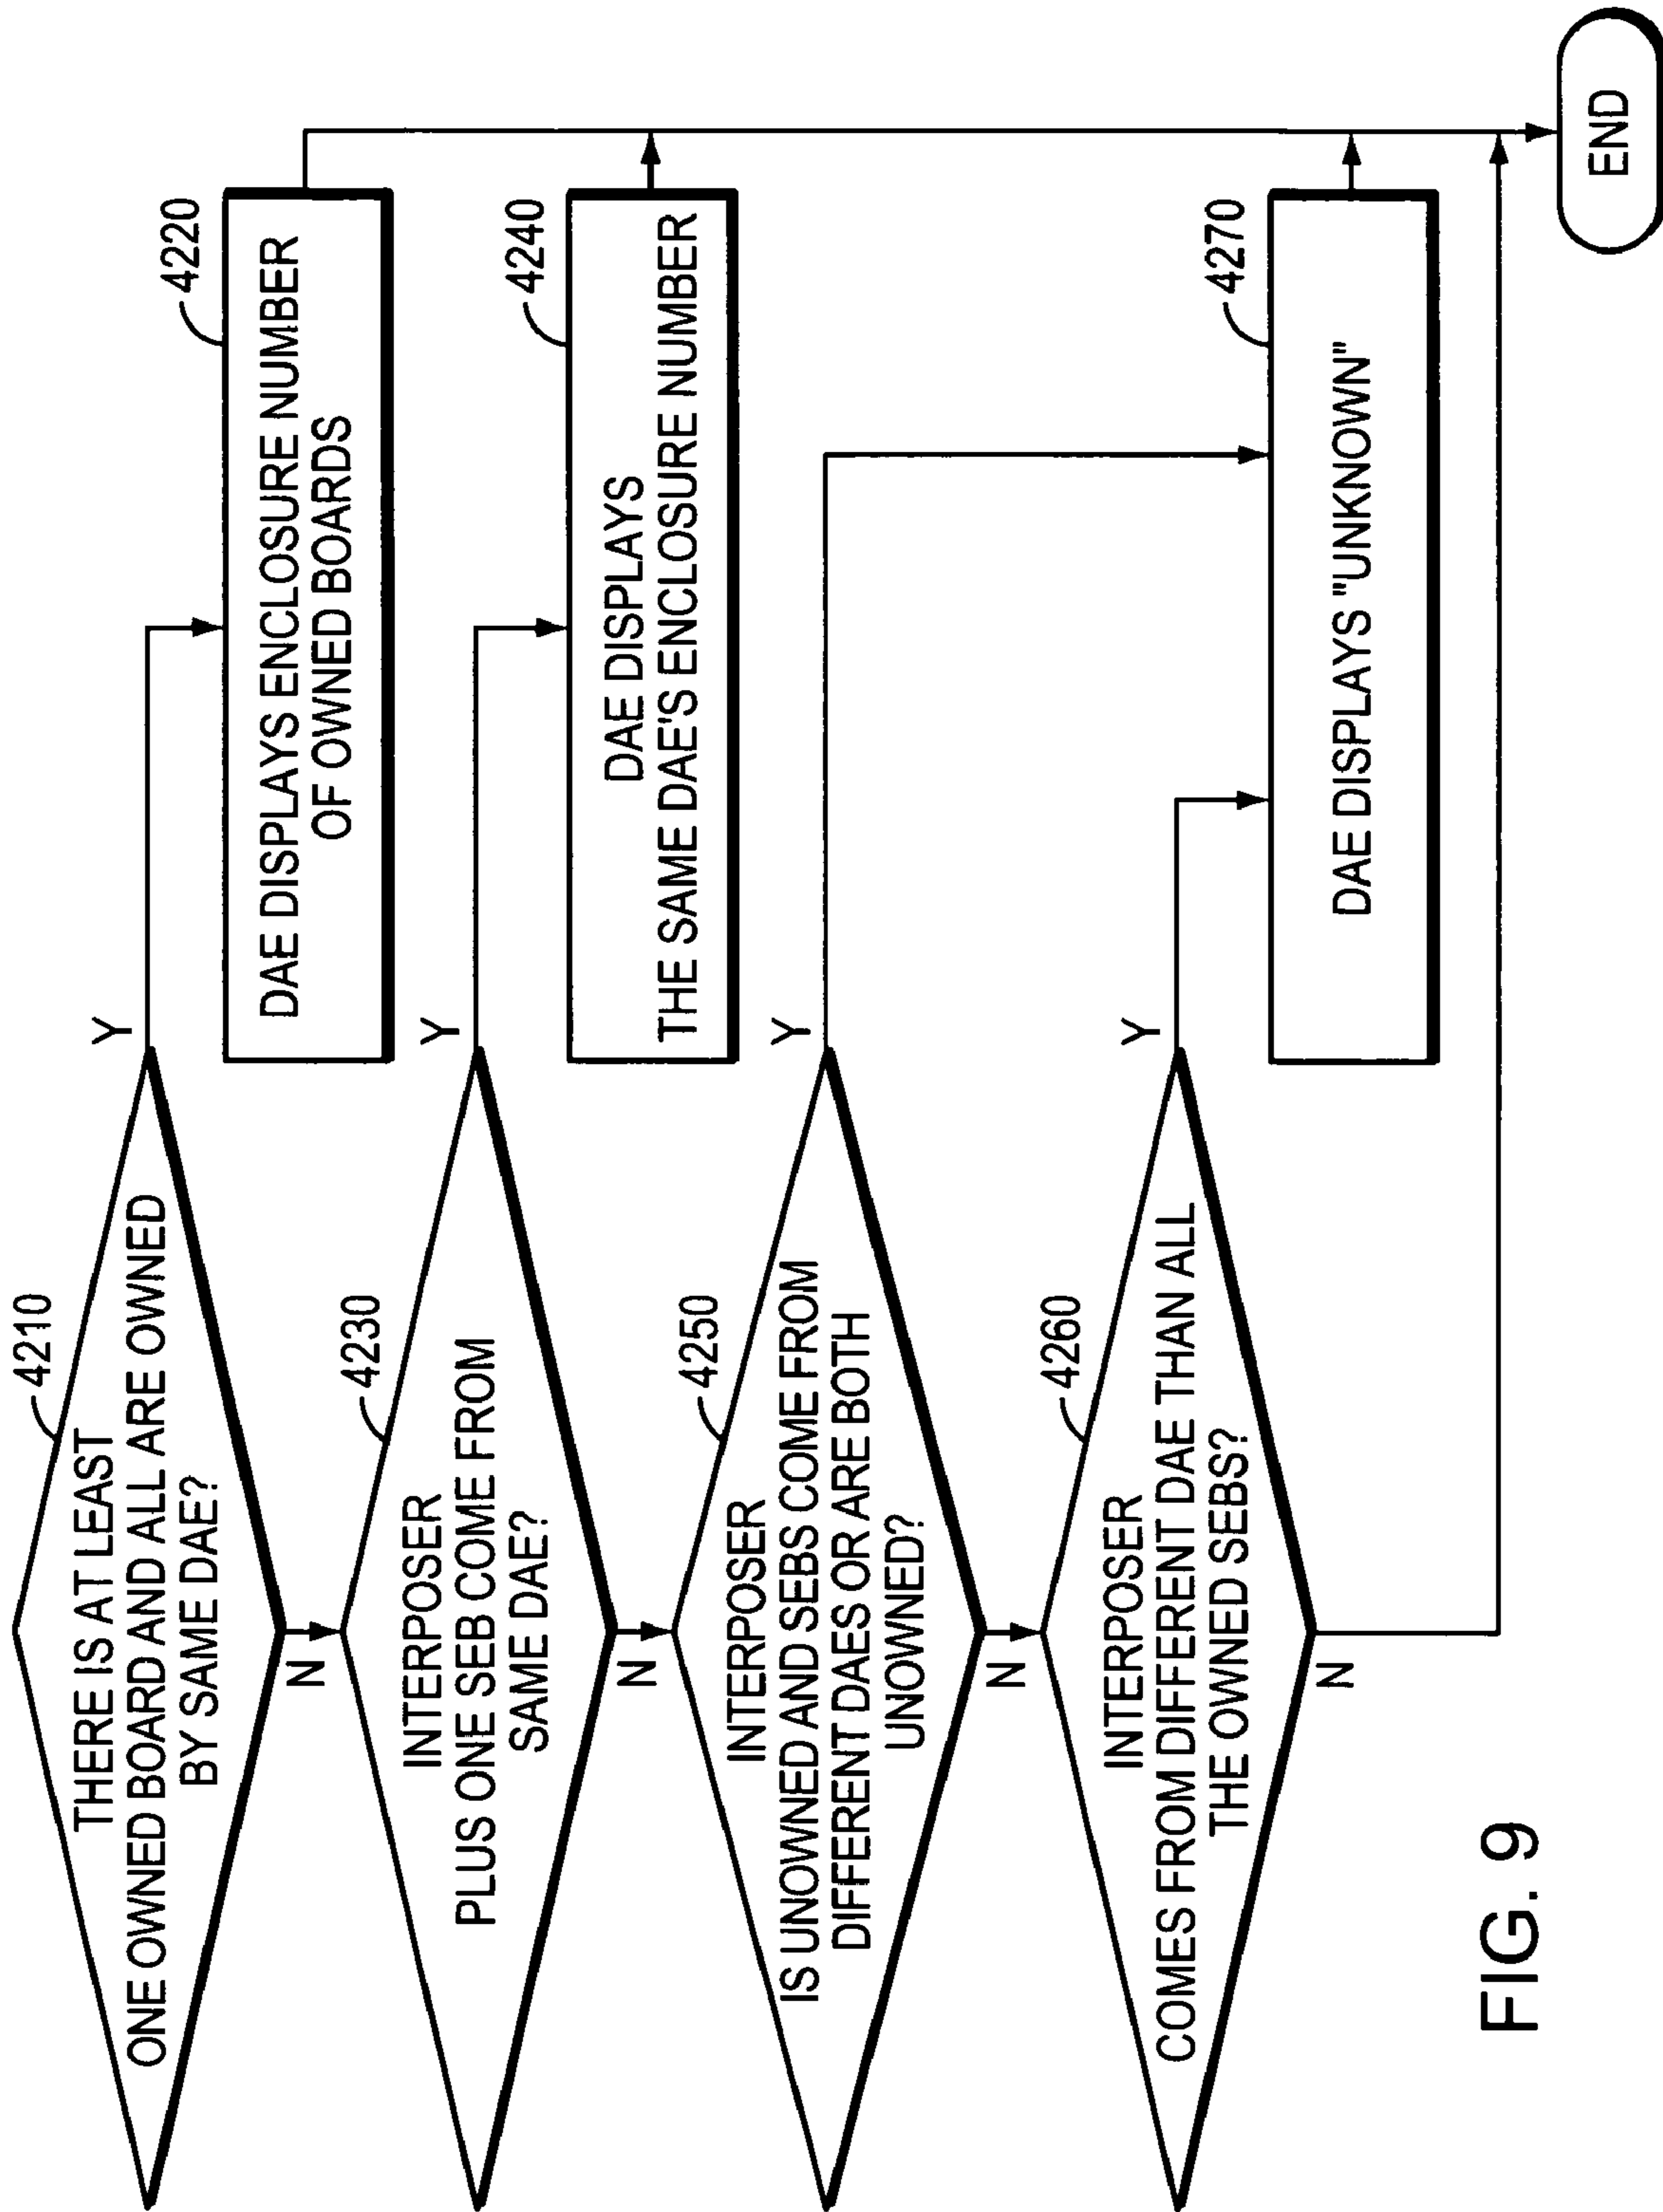 4210
THERE IS AT LEAST
ONE OWNED BOARD AND ALL ARE OWNED
BY SAME DAE?
Y
N
4220
DAE DISPLAYS ENCLOSURE NUMBER
OF OWNED BOARDS
4230
INTERPOSER
PLUS ONE SEB COME FROM
SAME DAE?
Y
N
4240
DAE DISPLAYS
THE SAME DAE'S ENCLOSURE NUMBER
4250
INTERPOSER
IS UNOWNED AND SEBS COME FROM
DIFFERENT DAES OR ARE BOTH
UNOWNED?
Y
N
4260
INTERPOSER
COMES FROM DIFFERENT DAE THAN ALL
THE OWNED SEBS?
Y
N
4270
DAE DISPLAYS "UNKNOWN"
END
FIG. 9